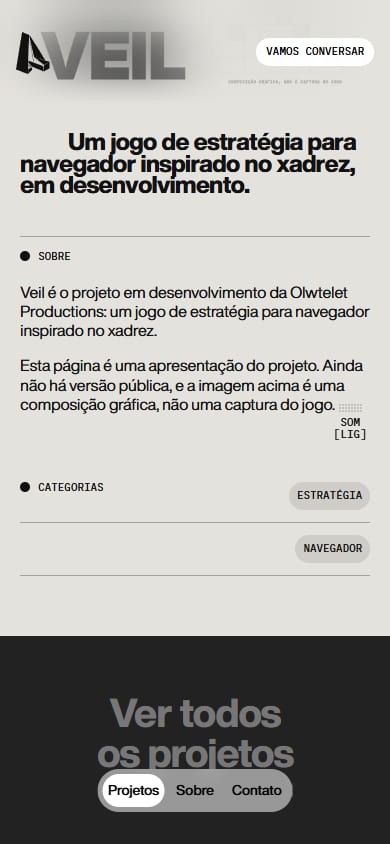 VEIL
VAMOS CONVERSAR
COMPOSIÇÃO GRÁFICA, NÃO É CAPTURA DO JOGO
Um jogo de estratégia para
navegador inspirado no xadrez,
em desenvolvimento.
SOBRE
Veil é o projeto em desenvolvimento da Olwtelet
Productions: um jogo de estratégia para navegador
inspirado no xadrez.
Esta página é uma apresentação do projeto. Ainda
não há versão pública, e a imagem acima é uma
composição gráfica, não uma captura do jogo.
SOM
[LIG]
CATEGORIAS
ESTRATÉGIA
NAVEGADOR
Ver todos
os projetos
Projetos Sobre Contato